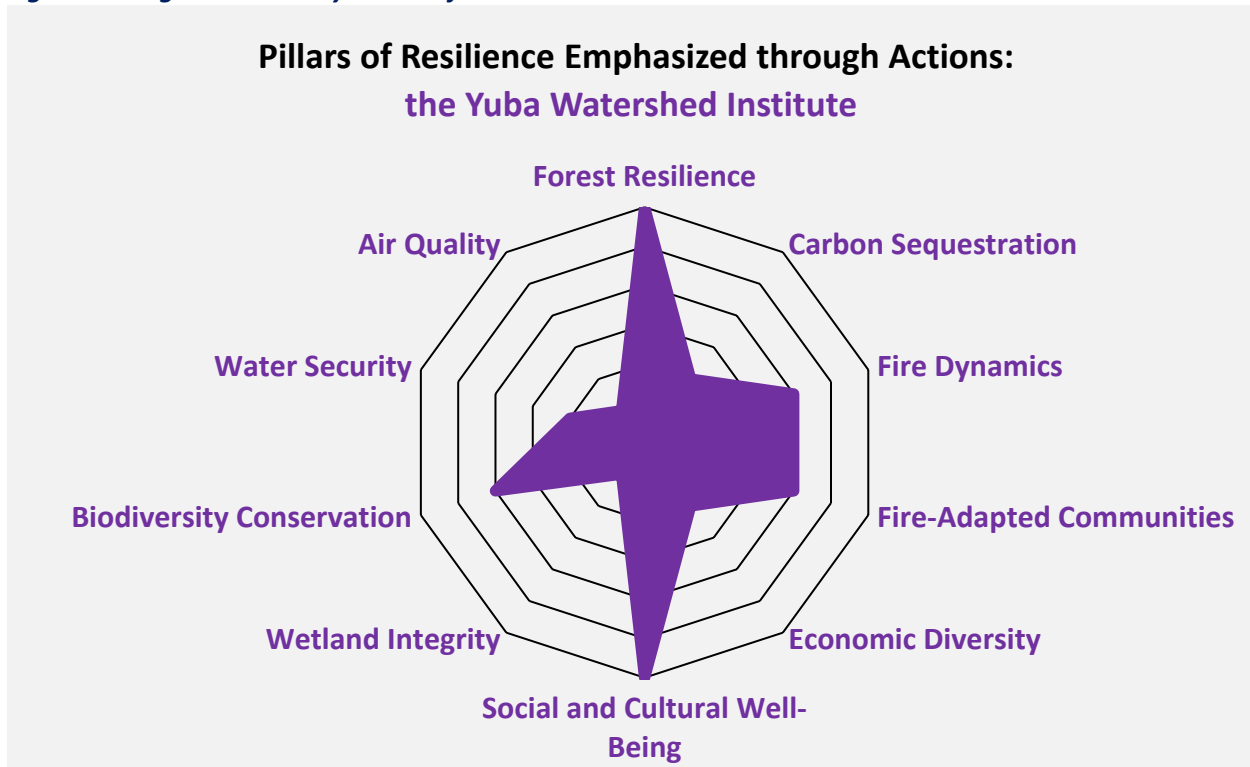 Pillars of Resilience Emphasized through Actions:
the Yuba Watershed Institute
Forest Resilience
Air Quality
Carbon Sequestration
Water Security
Fire Dynamics
Biodiversity Conservation
Fire-Adapted Communities
Wetland Integrity
Economic Diversity
Social and Cultural Well-
Being